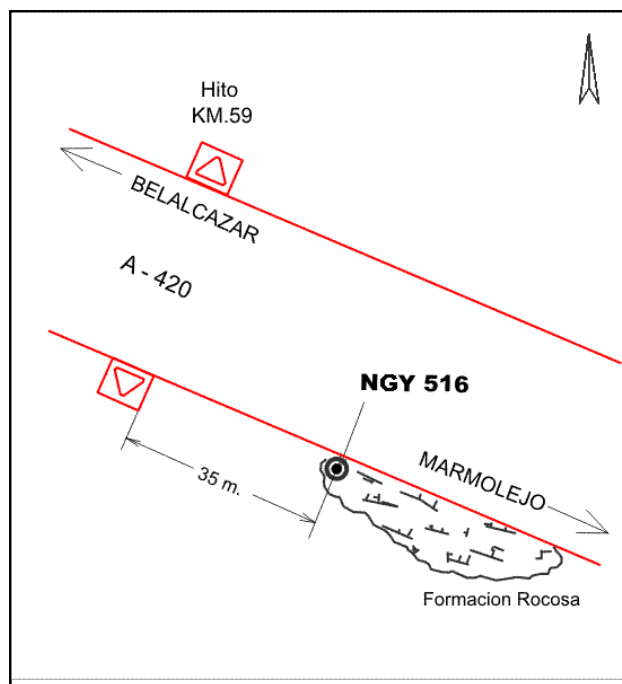 Hito
KM.59
BELALCAZAR
A - 420
NGY 516
MARMOLEJO
35 m.
Formacion Rocosa